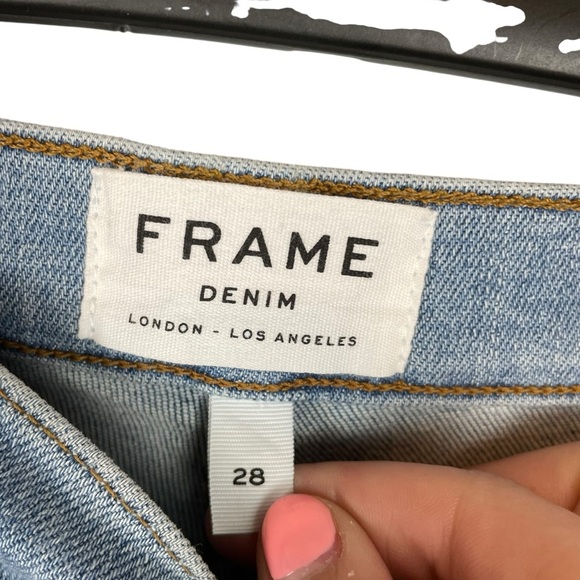 FRAME
DENIM
LONDON - LOS ANGELES
28